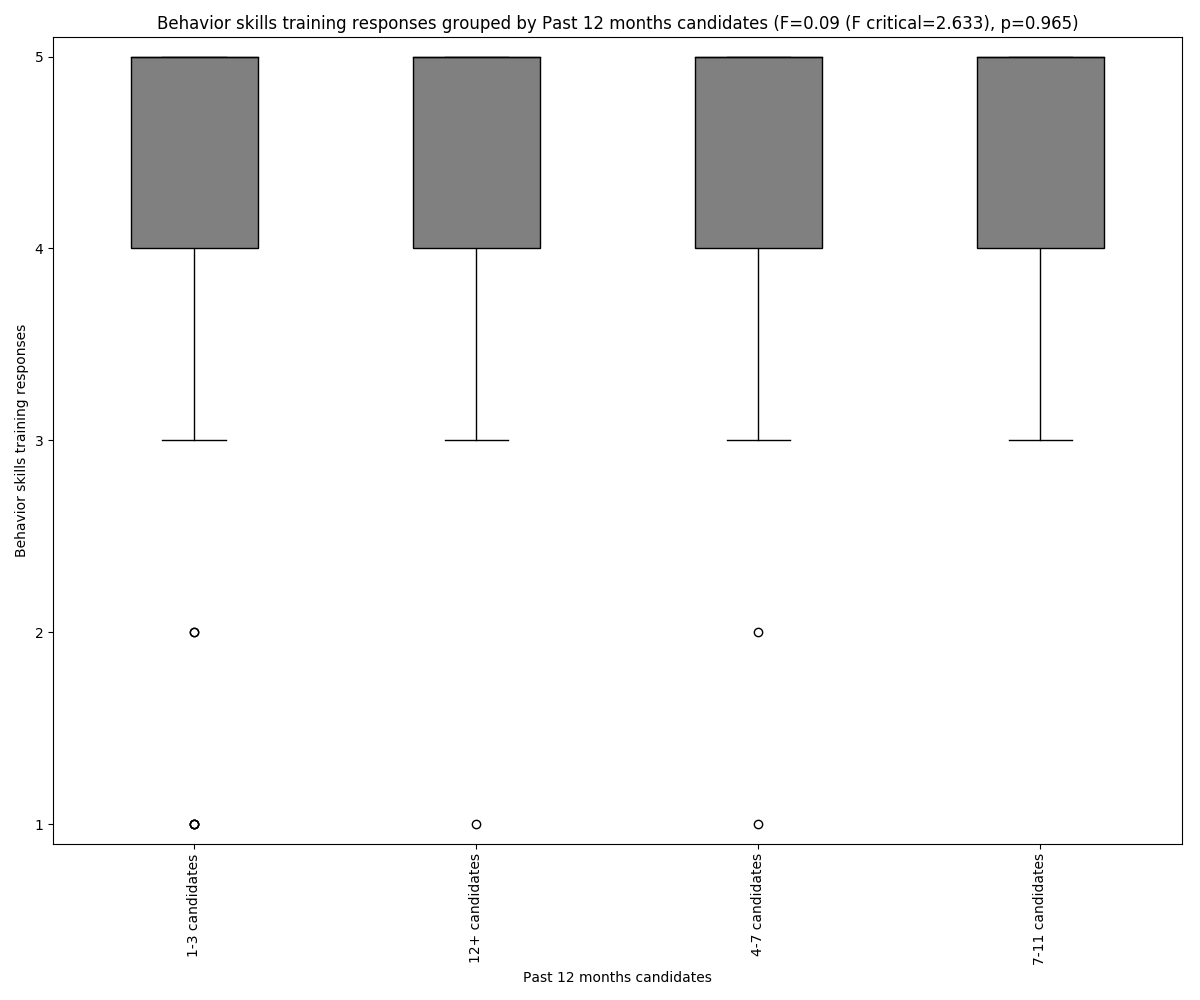 Behavior skills training responses grouped by Past 12 months candidates (F=0.09 (F critical=2.633), p=0.965)
Behavior skills training responses
5
4
3
2
1
1-3 candidates
12+ candidates
4-7 candidates
7-11 candidates
Past 12 months candidates